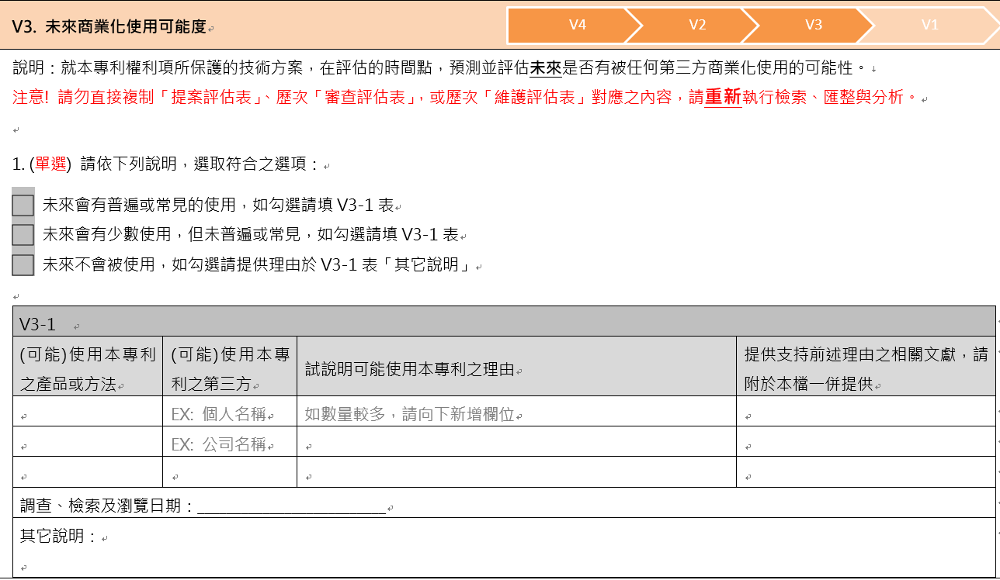 V3. 未來商業化使用可能度
V4
V2
V3
V1
說明：就本專利權利項所保護的技術方案，在評估的時間點，預測並評估未來是否有被任何第三方商業化使用的可能性。
注意! 請勿直接複制「提案評估表」、歷次「審查評估表」，或歷次「維護評估表」對應之內容，請重新執行檢索、匯整與分析。
1. (單選) 請依下列說明，選取符合之選項：
未來會有普遍或常見的使用，如勾選請填 V3-1 表
未來會有少數使用，但未普遍或常見，如勾選請填 V3-1 表
未來不會被使用，如勾選請提供理由於 V3-1 表「其它說明」
V3-1
(可能)使用本專利
之產品或方法
(可能)使用本專
利之第三方
試說明可能使用本專利之理由
提供支持前述理由之相關文獻，請
附於本檔一併提供
EX: 個人名稱
如數量較多，請向下新增欄位
EX: 公司名稱
調查、檢索及瀏覽日期：________________________
其它說明：